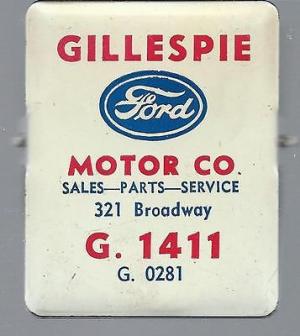 GILLESPIE
Ford
MOTOR CO.
SALES—PARTS—SERVICE
321 Broadway
G. 1411
G. 0281